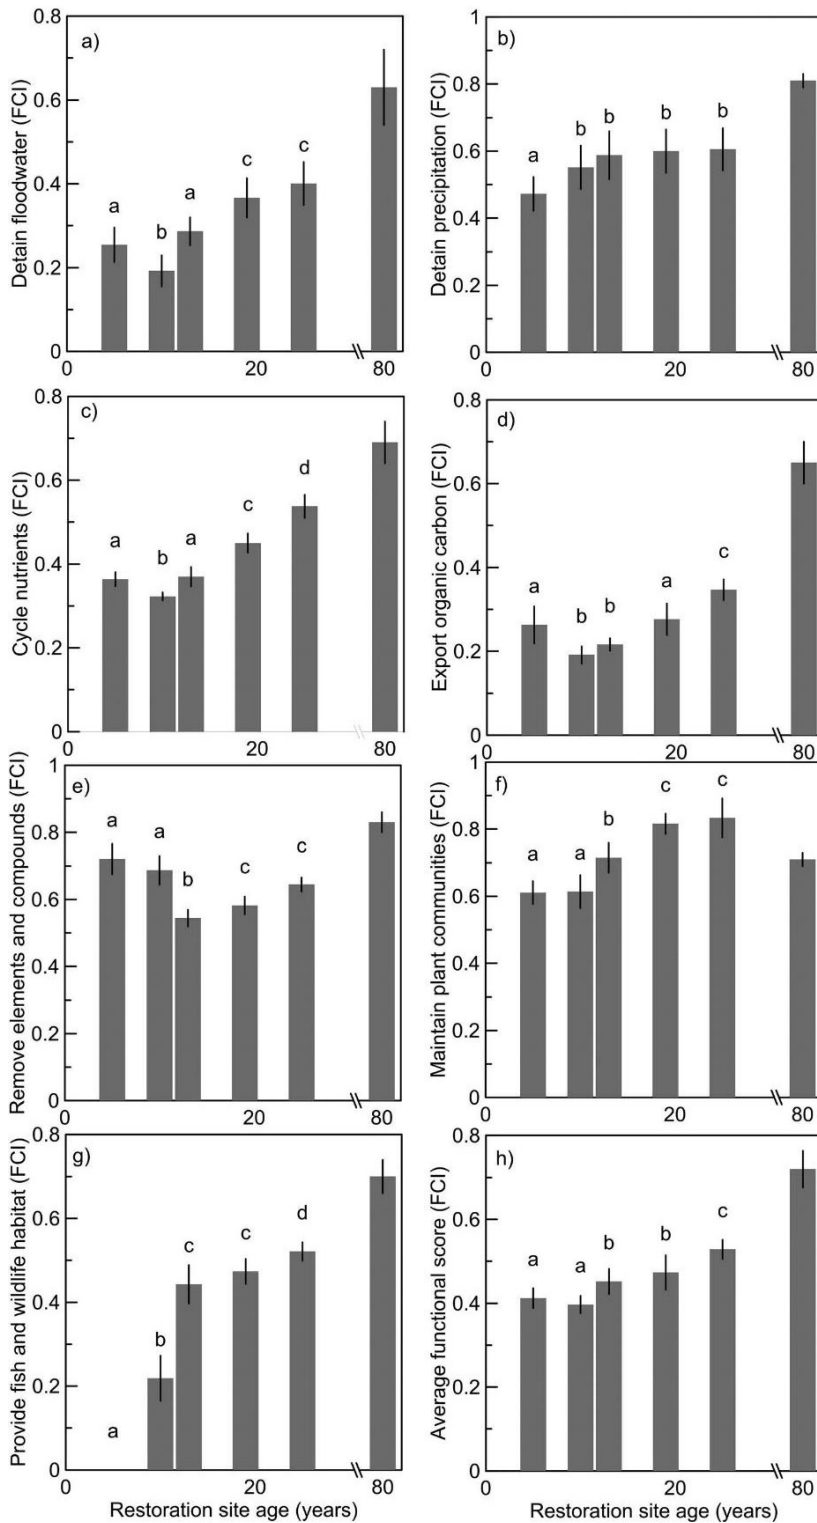 a)
Detain floodwater (FCI)
0.8
0.6
0.4
0.2
0
a
b
a
c
c
0
20
80
b)
Detain precipitation (FCI)
1
0.8
0.6
0.4
0.2
0
a
b
b
b
b
0
20
80
c)
Cycle nutrients (FCI)
0.8
0.6
0.4
0.2
0
a
b
a
c
d
0
20
80
d)
Export organic carbon (FCI)
0.8
0.6
0.4
0.2
0
a
b
b
a
c
0
20
80
e)
Remove elements and compounds (FCI)
1
0.8
0.6
0.4
0.2
0
a
a
b
c
c
0
20
80
f)
Maintain plant communities (FCI)
1
0.8
0.6
0.4
0.2
0
a
a
b
c
c
0
20
80
g)
Provide fish and wildlife habitat (FCI)
0.8
0.6
0.4
0.2
0
a
b
c
c
d
0
20
80
Restoration site age (years)
h)
Average functional score (FCI)
0.8
0.6
0.4
0.2
0
a
a
b
b
c
0
20
80
Restoration site age (years)